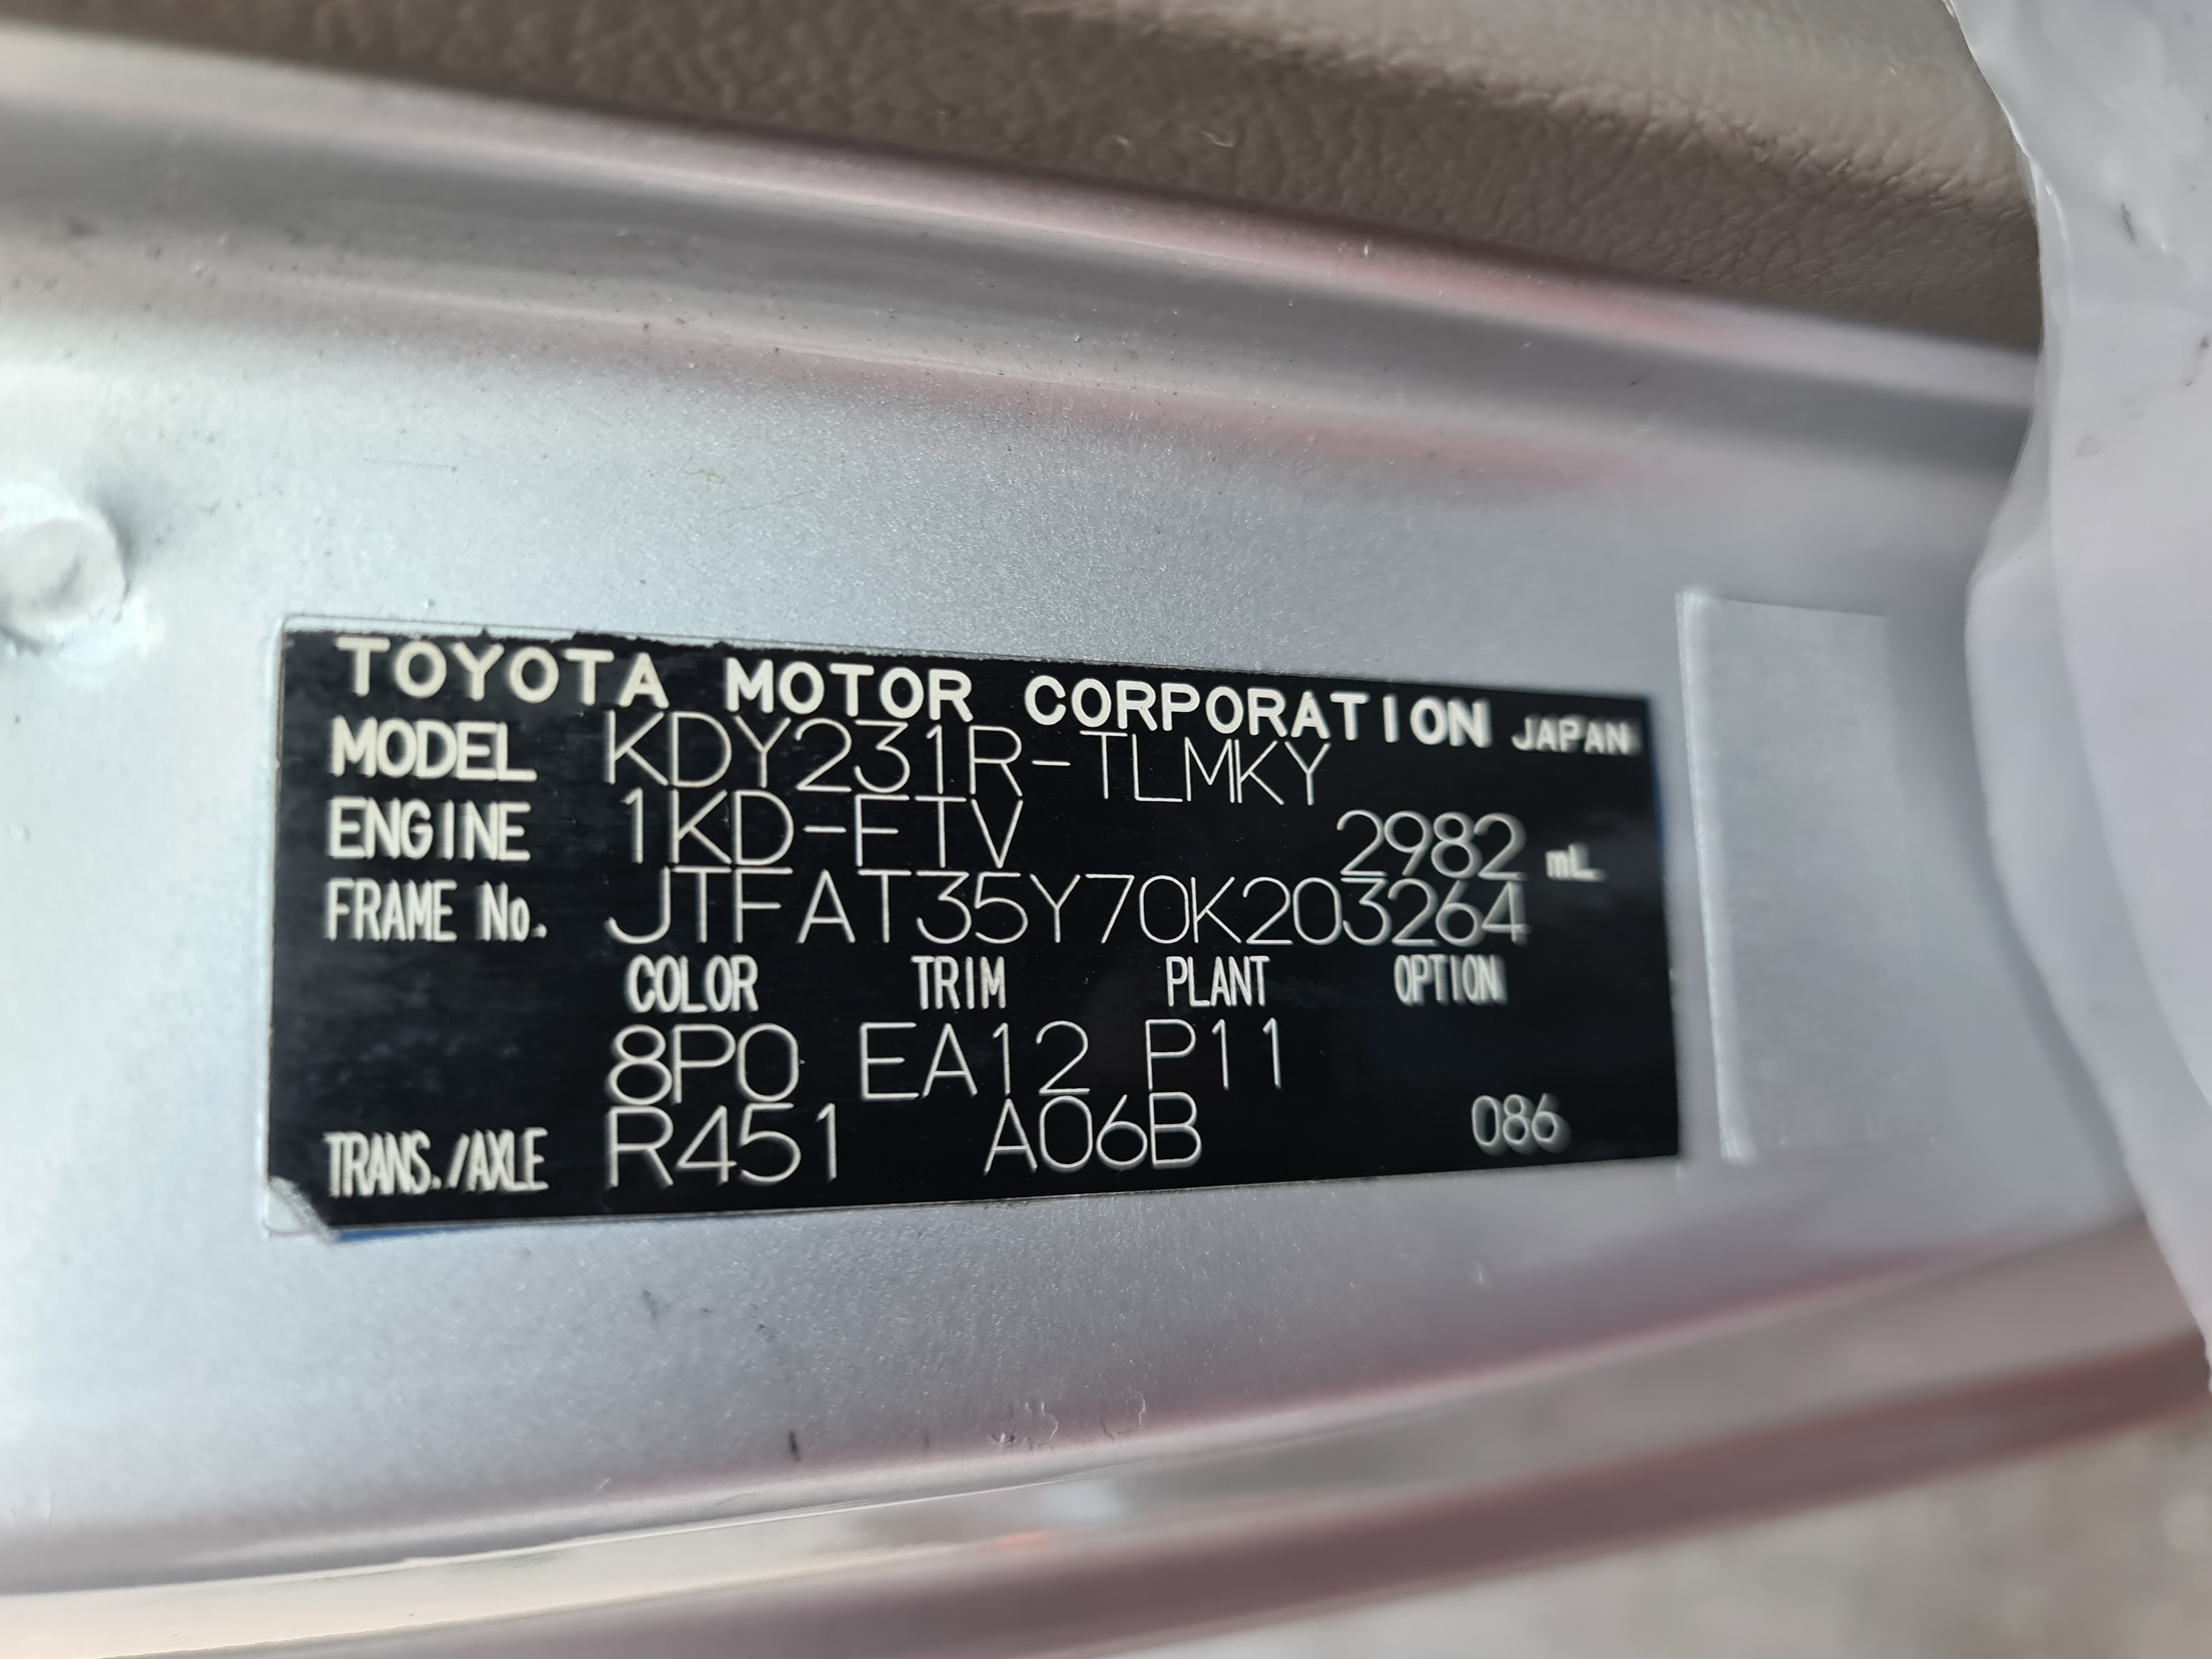 TOYOTA MOTOR CORPORATION JAPAN
MODEL KDY231R-TLMKY
ENGINE 1KD-FTV 2982 mL
FRAME No. JTFAT35Y70K203264
COLOR TRIM PLANT OPTION
8P0 EA12 P11
TRANS./AXLE R451 A06B 086